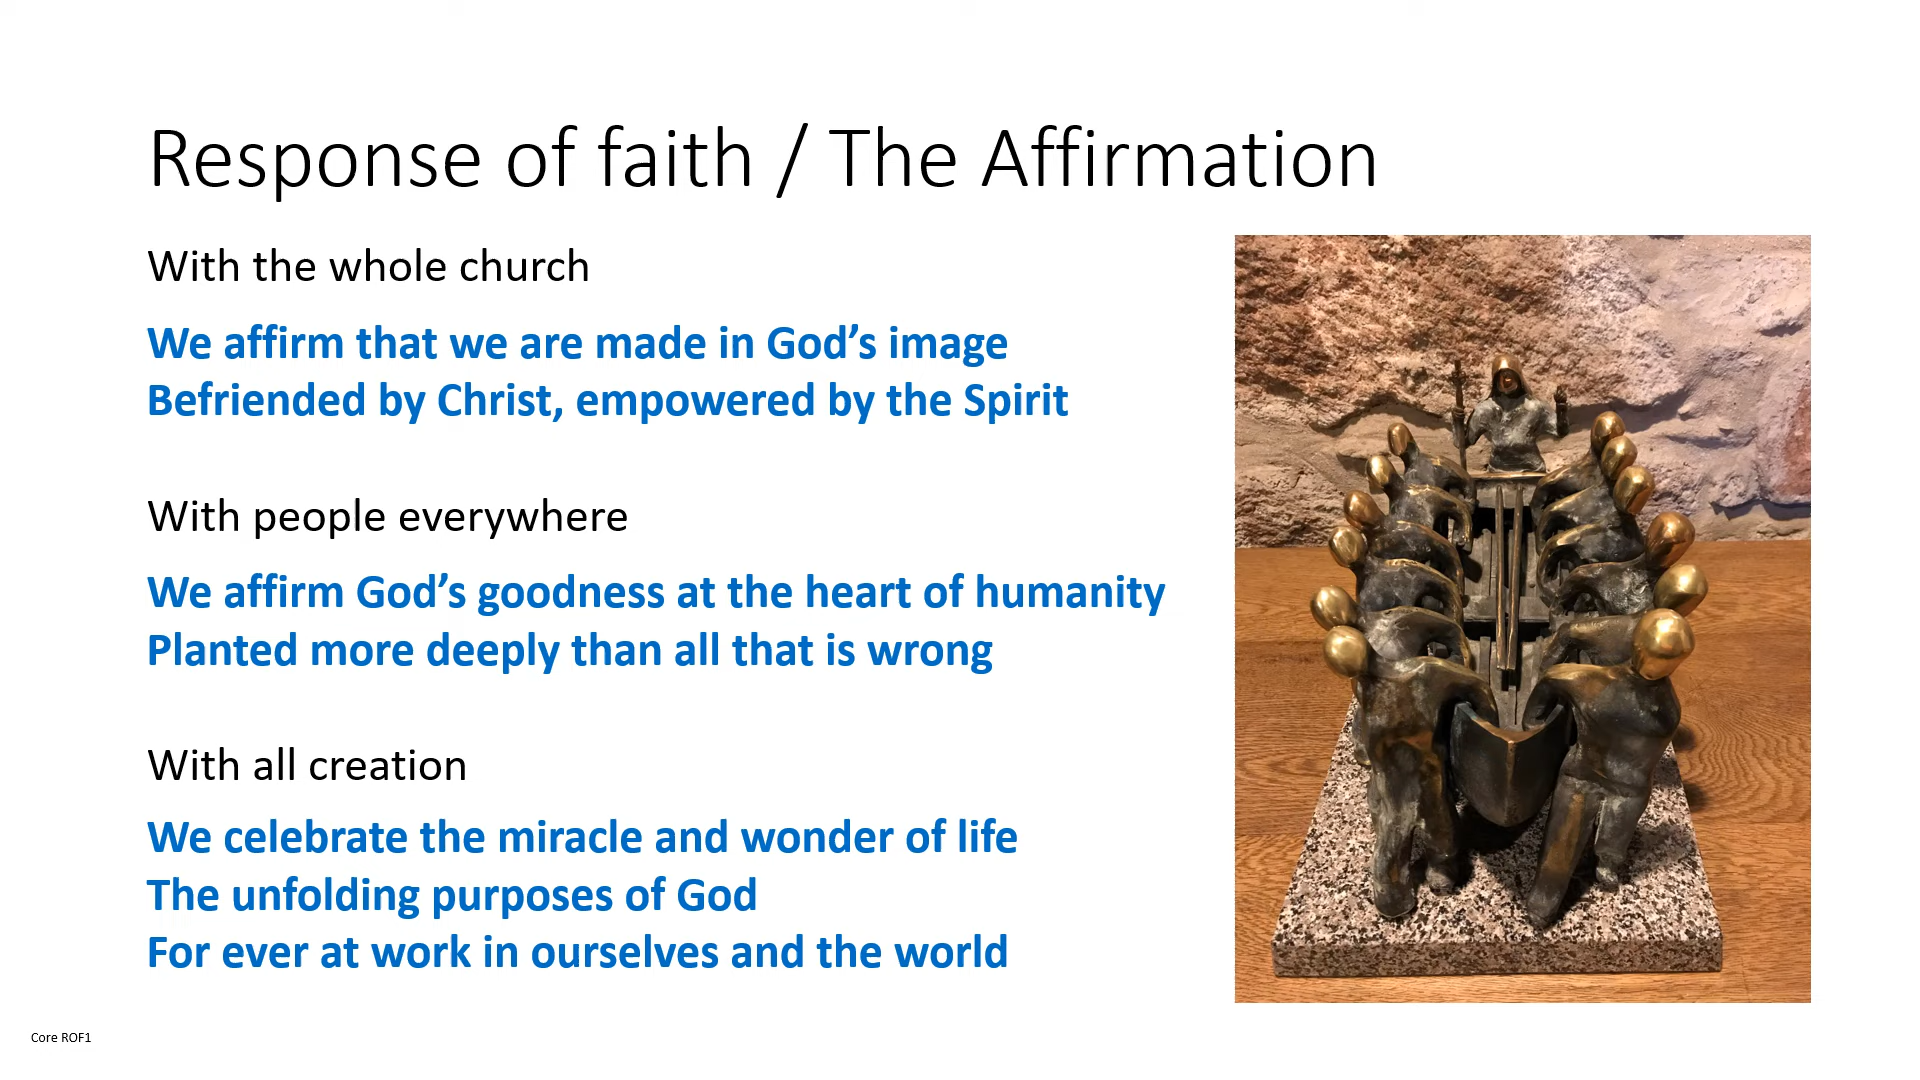 Response of faith / The Affirmation
With the whole church
We affirm that we are made in God’s image
Befriended by Christ, empowered by the Spirit
With people everywhere
We affirm God’s goodness at the heart of humanity
Planted more deeply than all that is wrong
With all creation
We celebrate the miracle and wonder of life
The unfolding purposes of God
For ever at work in ourselves and the world
Core ROF1